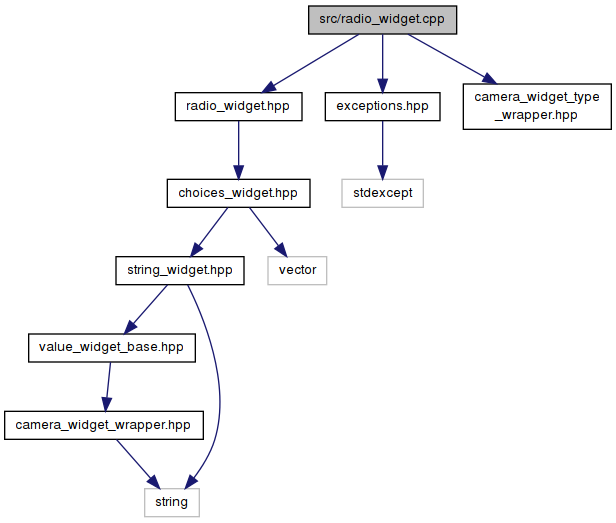 src/radio_widget.cpp
radio_widget.hpp
exceptions.hpp
camera_widget_type
_wrapper.hpp
choices_widget.hpp
stdexcept
string_widget.hpp
vector
value_widget_base.hpp
camera_widget_wrapper.hpp
string